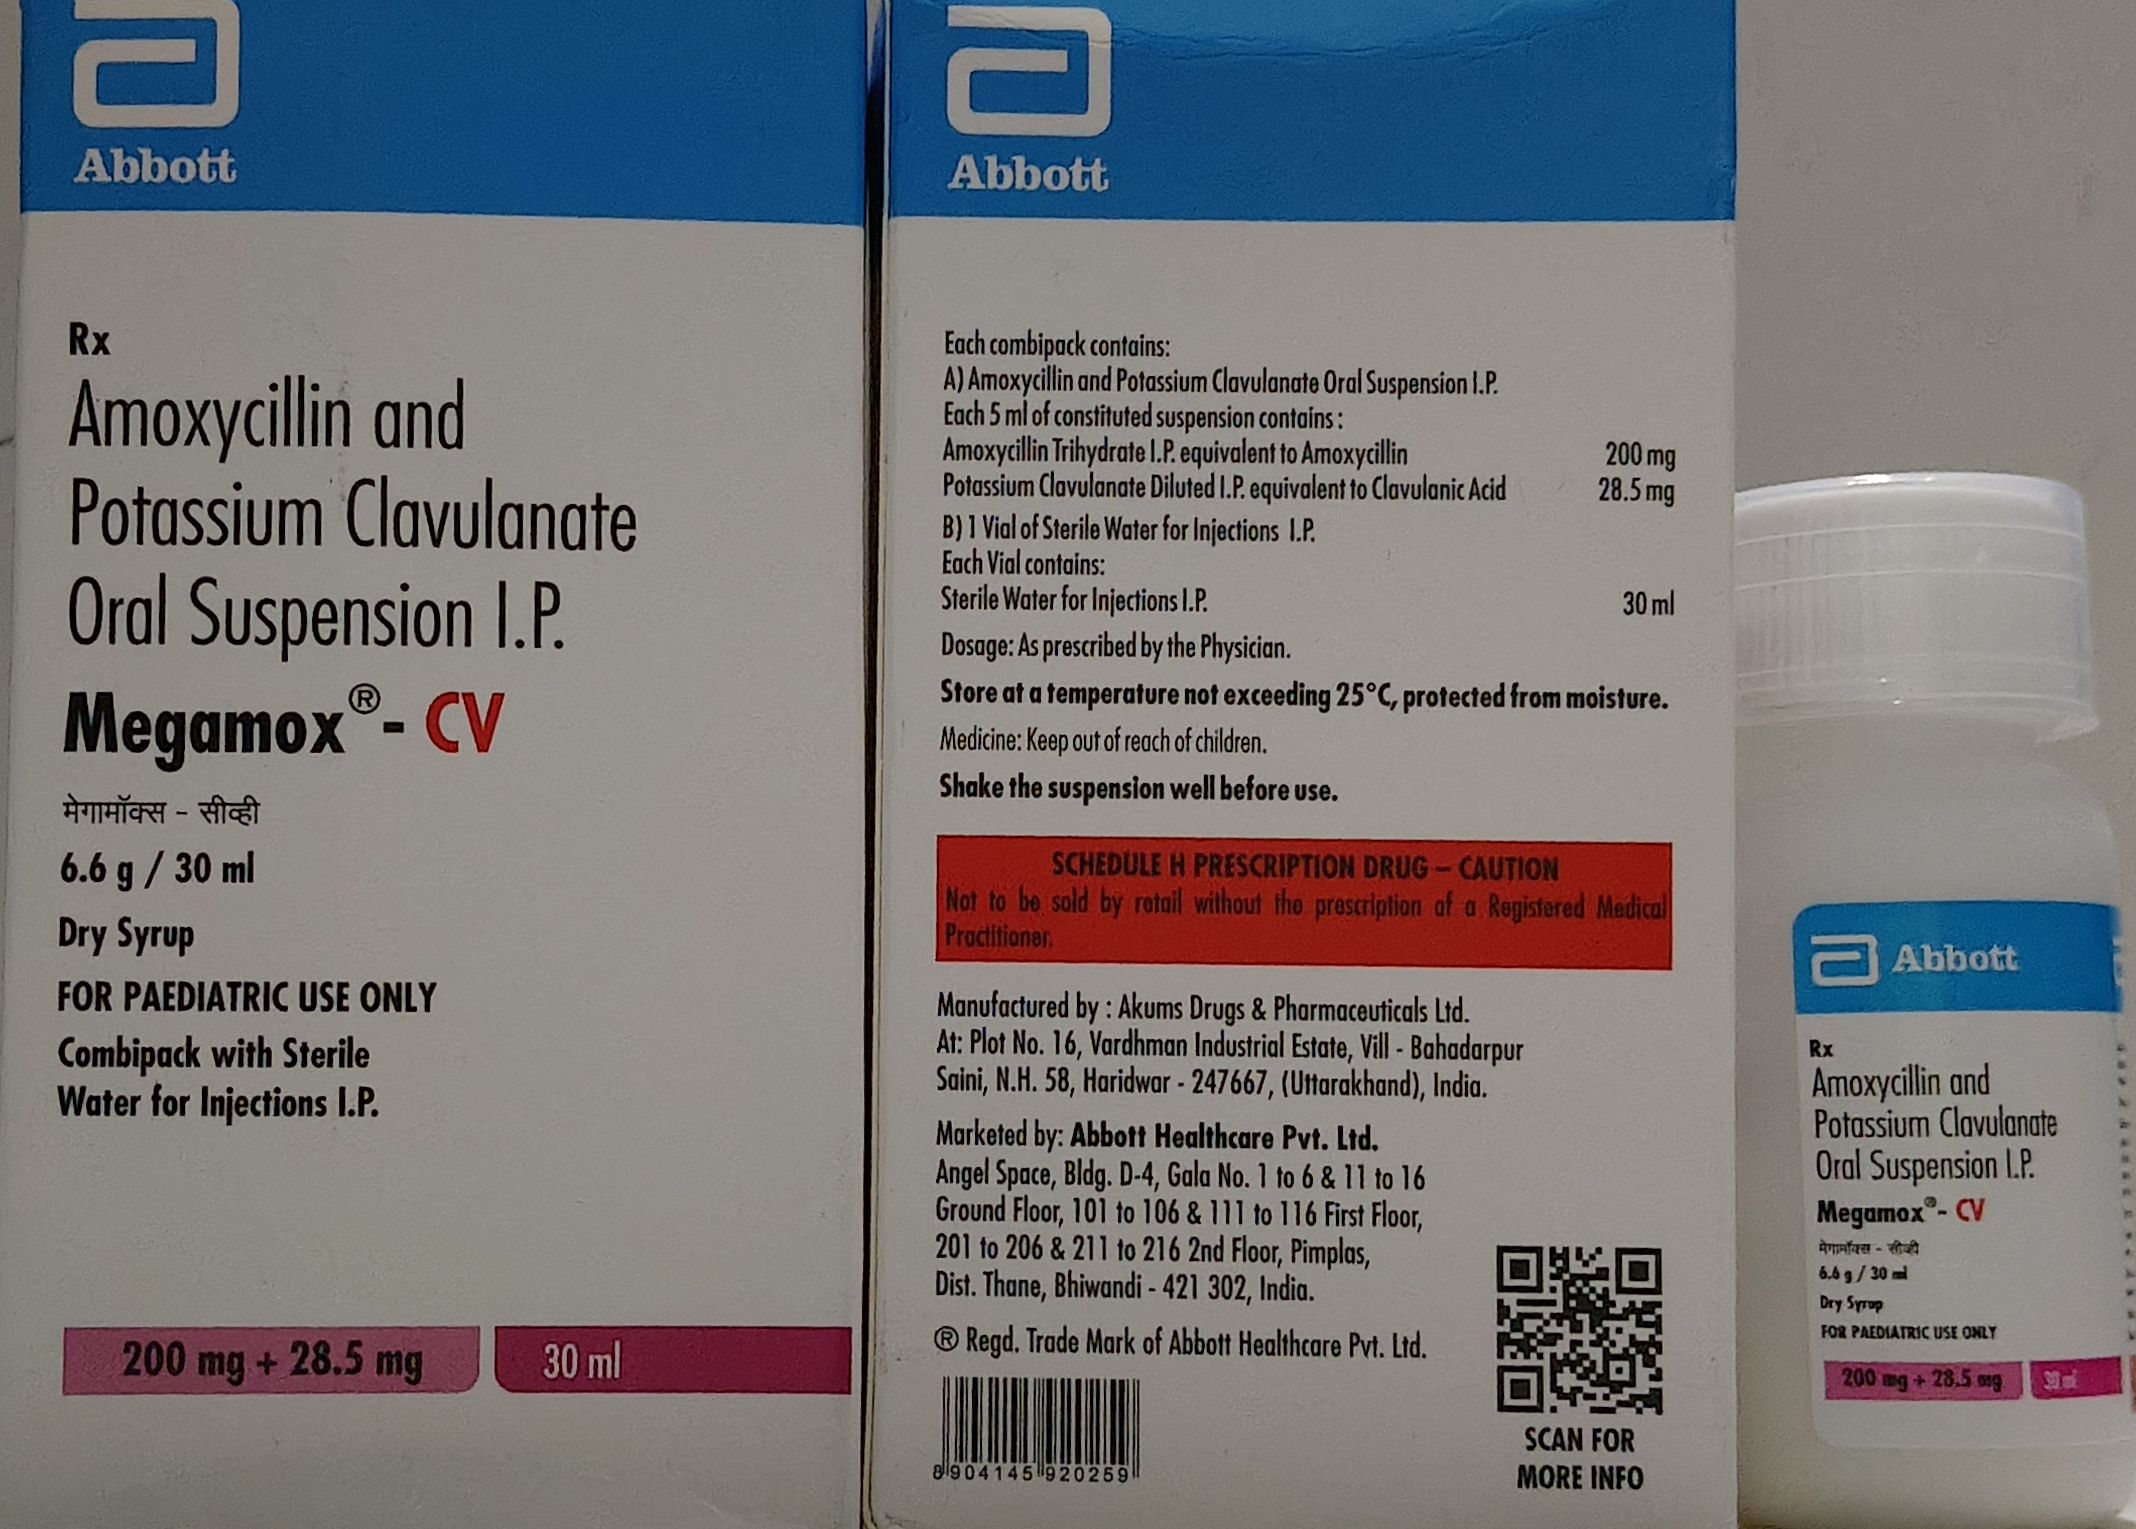 Abbott
Rx
Amoxycillin and
Potassium Clavulanate
Oral Suspension I.P.
Megamox®- CV
मेगामॉक्स - सीव्ही
6.6 g / 30 ml
Dry Syrup
FOR PAEDIATRIC USE ONLY
Combipack with Sterile
Water for Injections I.P.
200 mg + 28.5 mg 30 ml
Abbott
Each combipack contains:
A) Amoxycillin and Potassium Clavulanate Oral Suspension I.P.
Each 5 ml of constituted suspension contains :
Amoxycillin Trihydrate I.P. equivalent to Amoxycillin 200 mg
Potassium Clavulanate Diluted I.P. equivalent to Clavulanic Acid 28.5 mg
B) 1 Vial of Sterile Water for Injections I.P.
Each Vial contains:
Sterile Water for Injections I.P. 30 ml
Dosage: As prescribed by the Physician.
Store at a temperature not exceeding 25°C, protected from moisture.
Medicine: Keep out of reach of children.
Shake the suspension well before use.
SCHEDULE H PRESCRIPTION DRUG – CAUTION
Not to be sold by retail without the prescription of a Registered Medical
Practitioner.
Manufactured by : Akums Drugs & Pharmaceuticals Ltd.
At: Plot No. 16, Vardhman Industrial Estate, Vill - Bahadarpur
Saini, N.H. 58, Haridwar - 247667, (Uttarakhand), India.
Marketed by: Abbott Healthcare Pvt. Ltd.
Angel Space, Bldg. D-4, Gala No. 1 to 6 & 11 to 16
Ground Floor, 101 to 106 & 111 to 116 First Floor,
201 to 206 & 211 to 216 2nd Floor, Pimplas,
Dist. Thane, Bhiwandi - 421 302, India.
® Regd. Trade Mark of Abbott Healthcare Pvt. Ltd.
8 904145 920259
SCAN FOR
MORE INFO
Abbott
Rx
Amoxycillin and
Potassium Clavulanate
Oral Suspension I.P.
Megamox®- CV
मेगामॉक्स - सीव्ही
6.6 g / 30 ml
Dry Syrup
FOR PAEDIATRIC USE ONLY
200 mg + 28.5 mg 30 ml